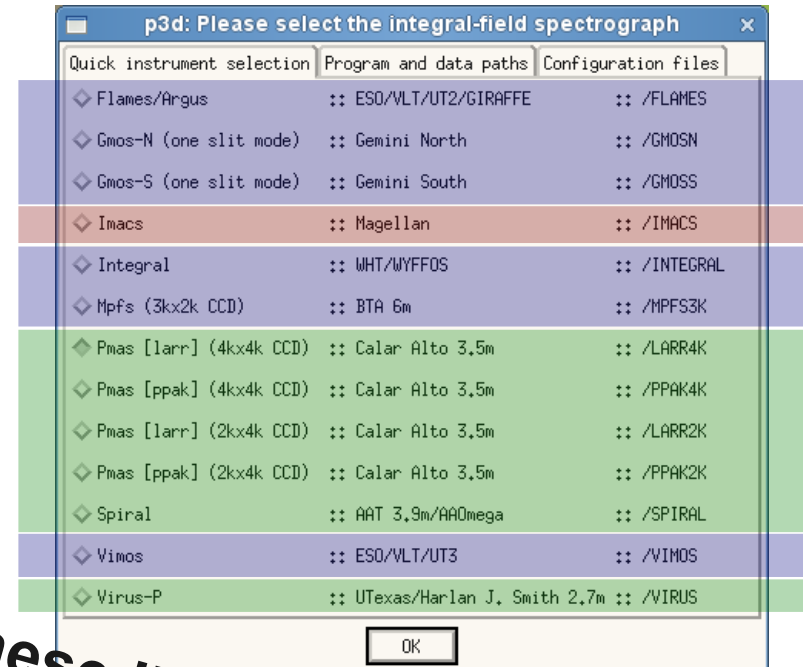 p3d: Please select the integral-field spectrograph
Quick instrument selection Program and data paths Configuration files
Flames/Argus :: ESO/VLT/UT2/GIRAFFE :: /FLAMES
Gmos-N (one slit mode) :: Gemini North :: /GMOSN
Gmos-S (one slit mode) :: Gemini South :: /GMOSS
Imacs :: Magellan :: /IMACS
Integral :: WHT/WYFFOS :: /INTEGRAL
Mpfs (3kx2k CCD) :: BTA 6m :: /MPFS3K
Pmas [larr] (4kx4k CCD) :: Calar Alto 3.5m :: /LARR4K
Pmas [ppak] (4kx4k CCD) :: Calar Alto 3.5m :: /PPAK4K
Pmas [larr] (2kx4k CCD) :: Calar Alto 3.5m :: /LARR2K
Pmas [ppak] (2kx4k CCD) :: Calar Alto 3.5m :: /PPAK2K
Spiral :: AAT 3.9m/AAOmega :: /SPIRAL
Vimos :: ESO/VLT/UT3 :: /VIMOS
Virus-P :: UTexas/Harlan J. Smith 2.7m :: /VIRUS
OK